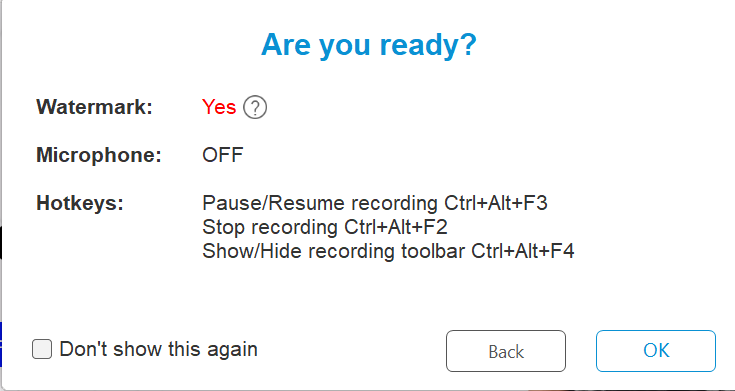 Are you ready?
Watermark: Yes ?
Microphone: OFF
Hotkeys: Pause/Resume recording Ctrl+Alt+F3
Stop recording Ctrl+Alt+F2
Show/Hide recording toolbar Ctrl+Alt+F4
Don't show this again Back OK